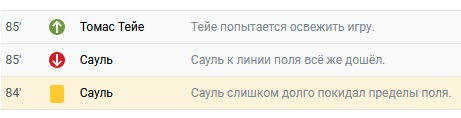 85' Томас Тейе Тейе попытается освежить игру.
85' Сауль Сауль к линии поля всё же дошёл.
84' Сауль Сауль слишком долго покидал пределы поля.